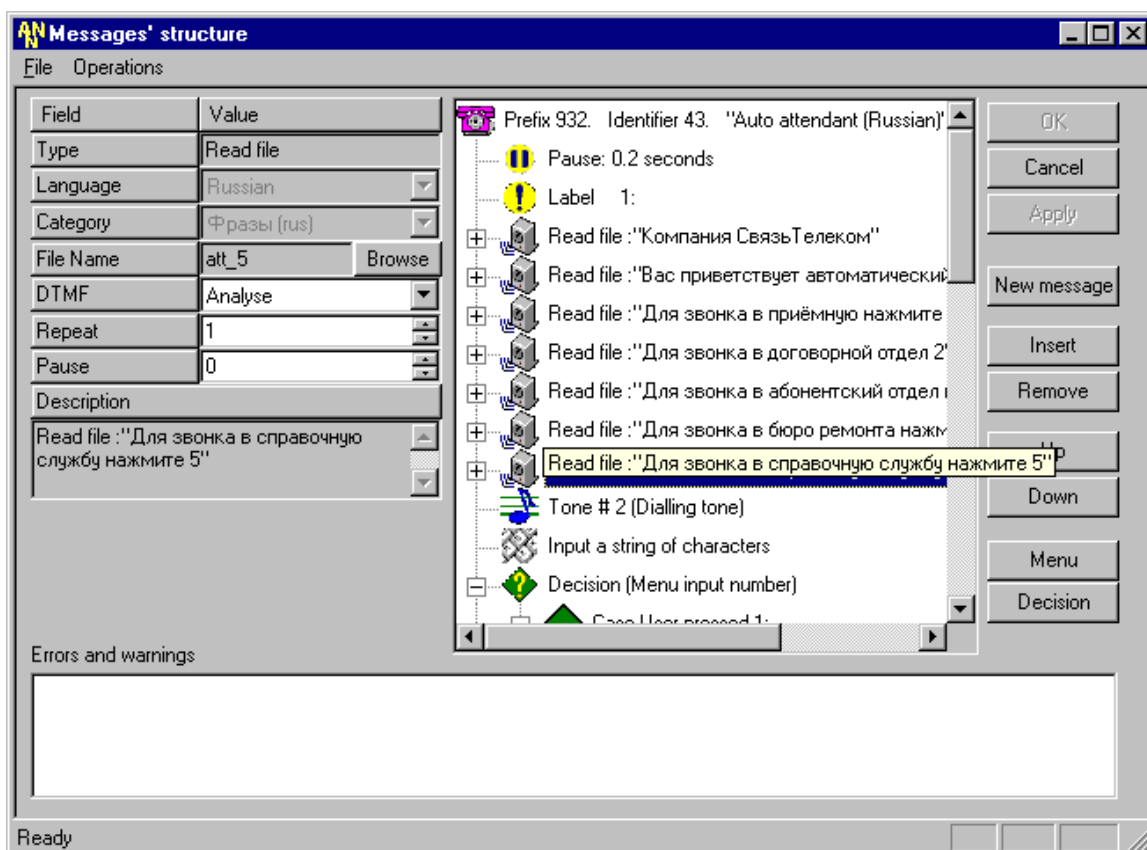 ANN Messages' structure
File Operations
Field Value
Type Read file
Language Russian
Category Фразы (rus)
File Name att_5 Browse
DTMF Analyse
Repeat 1
Pause 0
Description
Read file :"Для звонка в справочную
службу нажмите 5"
Prefix 932. Identifier 43. "Auto attendant (Russian)"
Pause: 0.2 seconds
Label 1:
Read file :"Компания СвязьТелеком"
Read file :"Вас приветствует автоматический
Read file :"Для звонка в приёмную нажмите
Read file :"Для звонка в договорной отдел 2"
Read file :"Для звонка в абонентский отдел
Read file :"Для звонка в бюро ремонта нажм
Read file :"Для звонка в справочную службу нажмите 5"
Tone # 2 (Dialling tone)
Input a string of characters
Decision (Menu input number)
Case User pressed 1:
OK
Cancel
Apply
New message
Insert
Remove
Down
Menu
Decision
Errors and warnings
Ready